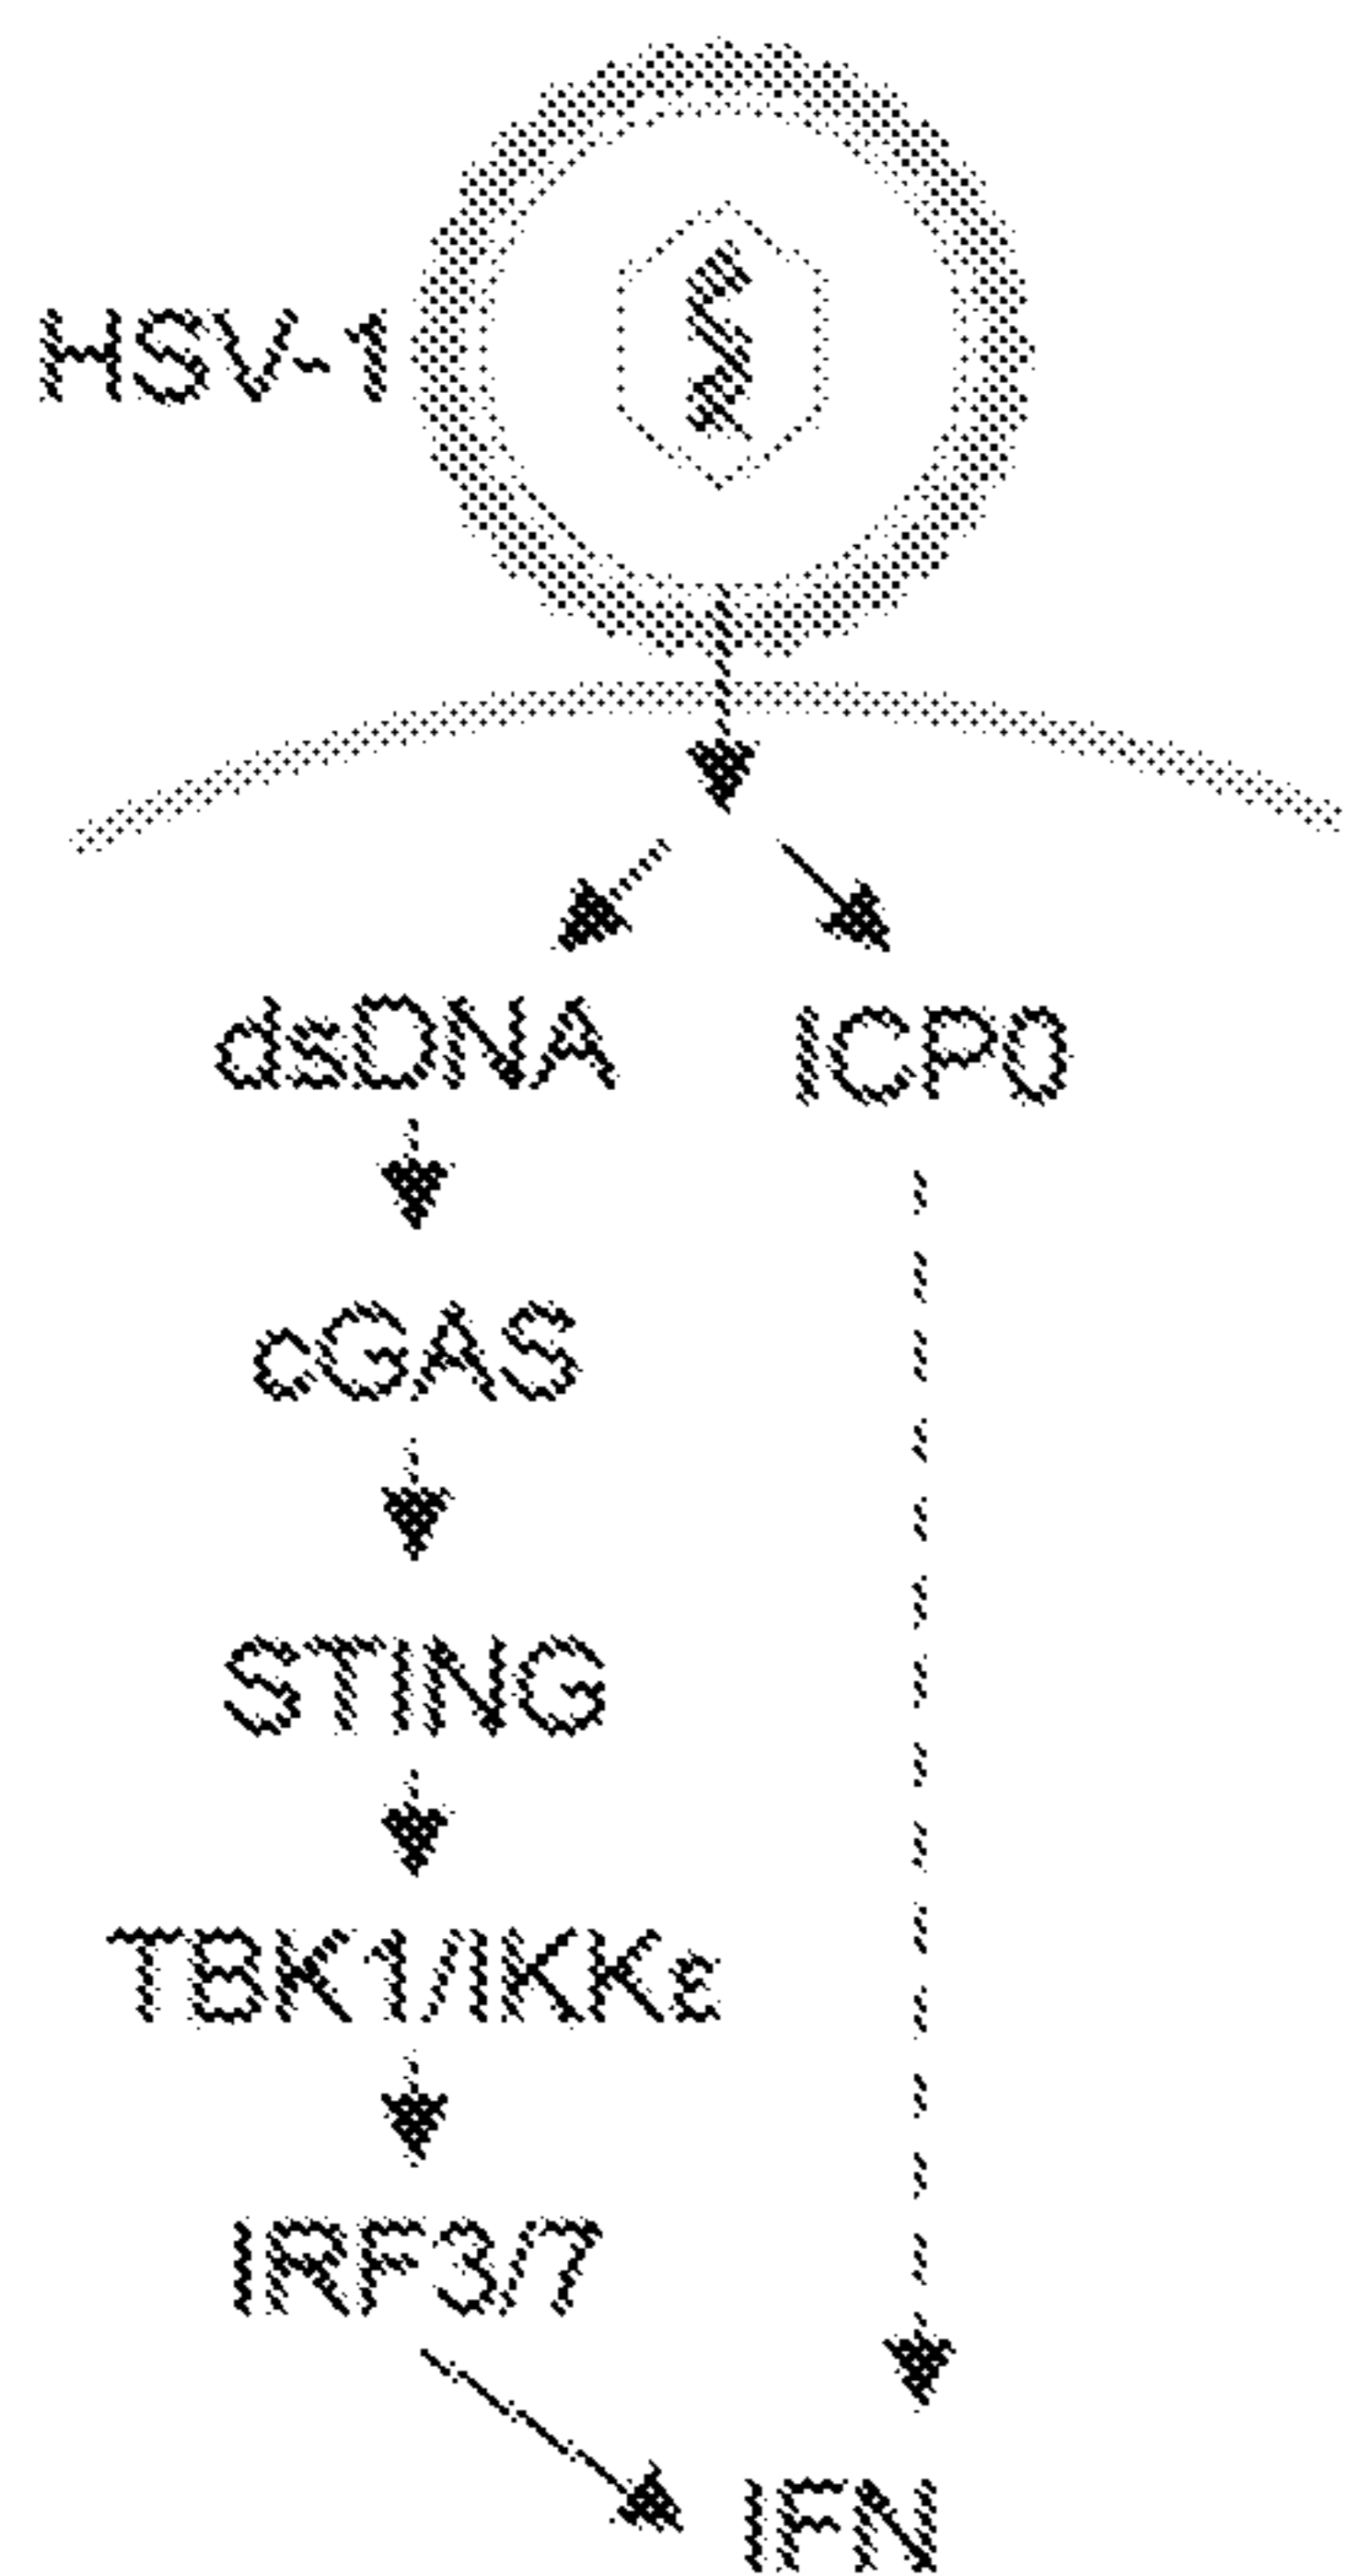 HSV-1
dsDNA
ICP0
cGAS
STING
TBK1/IKKε
IRF3/7
IFN